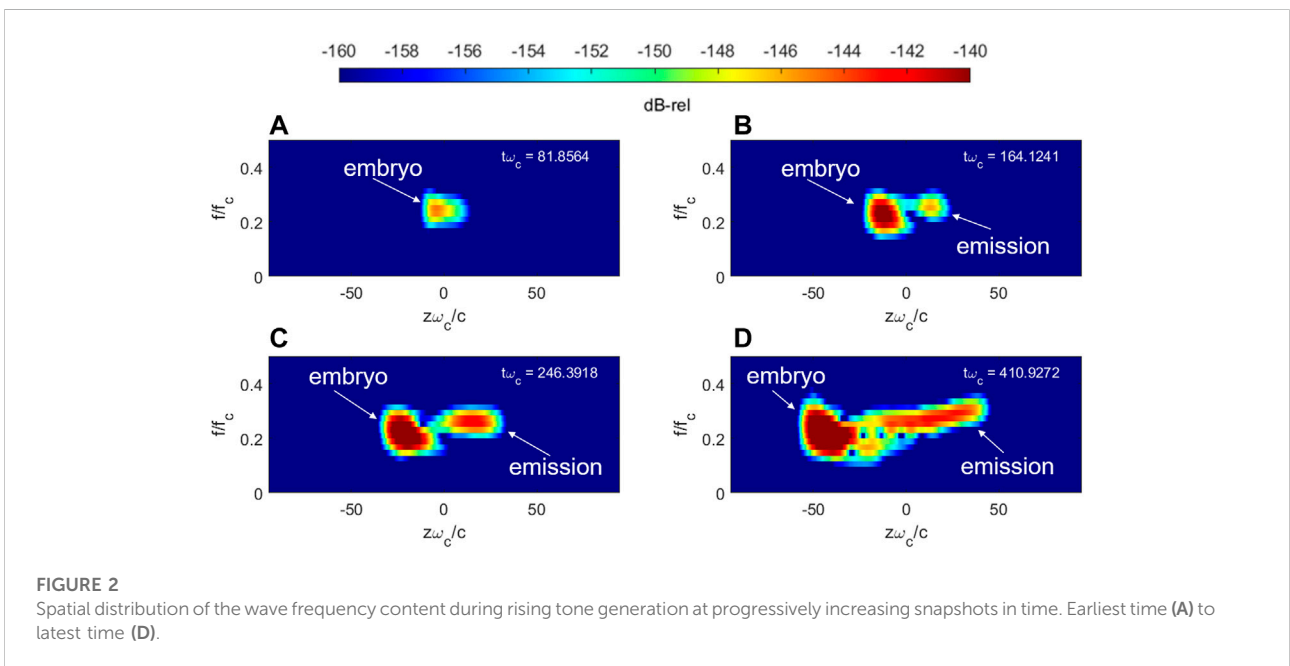 -160 -158 -156 -154 -152 -150 -148 -146 -144 -142 -140
dB-rel
A
B
embryo
tω_c = 81.8564
embryo
tω_c = 164.1241
emission
0.4
0.2
0
f/f_c
-50 0 50
zω_c/c
0.4
0.2
0
f/f_c
-50 0 50
zω_c/c
C
D
embryo
tω_c = 246.3918
emission
embryo
tω_c = 410.9272
emission
0.4
0.2
0
f/f_c
-50 0 50
zω_c/c
0.4
0.2
0
f/f_c
-50 0 50
zω_c/c
FIGURE 2
Spatial distribution of the wave frequency content during rising tone generation at progressively increasing snapshots in time. Earliest time (A) to
latest time (D).